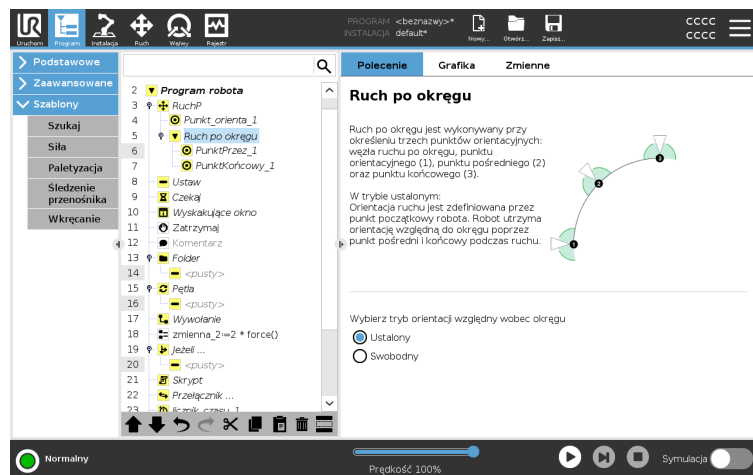 UR
PROGRAM <beznazwy>*
INSTALACJA default*
cccc
cccc
Uruchom Program Instalacja Ruch We/wy Rejestr Nowy... Otwórz... Zapisz...
Podstawowe
Zaawansowane
Szablony
Szukaj
Siła
Paletyzacja
Śledzenie
przenośnika
Wkręcanie
2 Program robota
3 RuchP
4 Punkt_orienta_1
5 Ruch po okręgu
6 PunktPrzez_1
7 PunktKońcowy_1
8 Ustaw
9 Czekaj
10 Wyskakujące okno
11 Zatrzymaj
12 Komentarz
13 Folder
14 <pusty>
15 Pętla
16 <pusty>
17 Wywołanie
18 zmienna_2:=2 * force()
19 Jeżeli ...
20 <pusty>
21 Skrypt
22 Przełącznik ...
23 licznik_czasu_1
Polecenie Grafika Zmienne
Ruch po okręgu
Ruch po okręgu jest wykonywany przy
określeniu trzech punktów orientacyjnych:
węzła ruchu po okręgu, punktu
orientacyjnego (1), punktu pośredniego (2)
oraz punktu końcowego (3).
W trybie ustalonym:
Orientacja ruchu jest zdefiniowana przez
punkt początkowy robota. Robot utrzyma
orientację względną do okręgu poprzez
punkt pośredni i końcowy podczas ruchu.
3
2
1
Wybierz tryb orientacji względny wobec okręgu
Ustalony
Swobodny
Normalny
Prędkość 100%
Symulacja